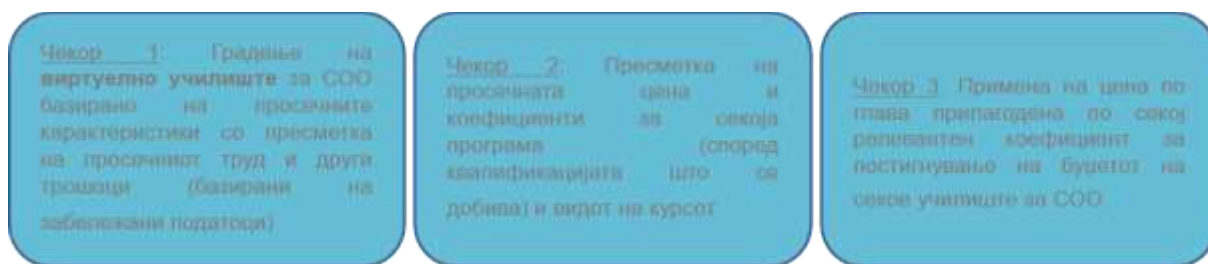 Чекор 1: Градење на
виртуелно училиште за СОО
базирано на просечните
карактеристики со пресметка
на просечниот труд и други
трошоци (базирани на
забележани податоци)
Чекор 2: Пресметка на
просечната цена и
коефициенти за секоја
програма (според
квалификацијата што се
добива) и видот на курсот
Чекор 3: Примена на цена по
глава прилагодена по секој
релевантен коефициент за
постигнување на буџетот на
секое училиште за СОО